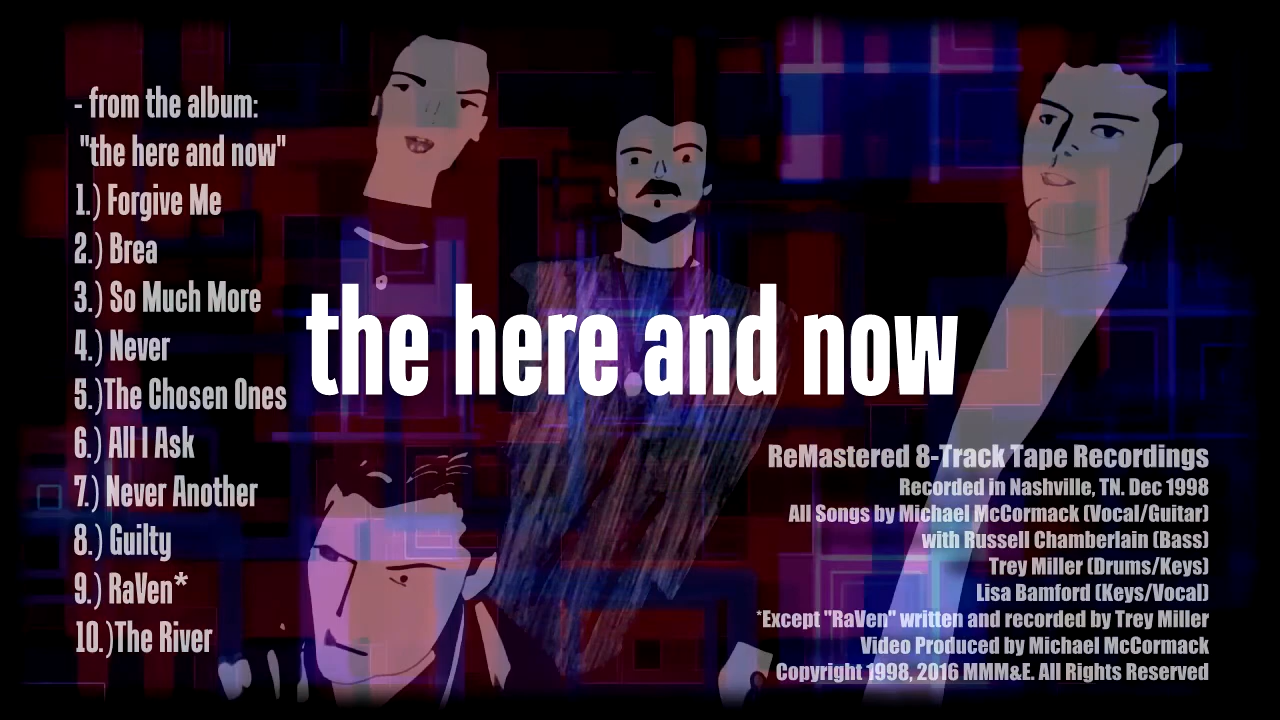 - from the album:
"the here and now"
1.) Forgive Me
2.) Brea
3.) So Much More
4.) Never
5.)The Chosen Ones
6.) All I Ask
7.) Never Another
8.) Guilty
9.) RaVen*
10.)The River
the here and now
ReMastered 8-Track Tape Recordings
Recorded in Nashville, TN. Dec 1998
All Songs by Michael McCormack (Vocal/Guitar)
with Russell Chamberlain (Bass)
Trey Miller (Drums/Keys)
Lisa Bamford (Keys/Vocal)
*Except "RaVen" written and recorded by Trey Miller
Video Produced by Michael McCormack
Copyright 1998, 2016 MMM&E. All Rights Reserved